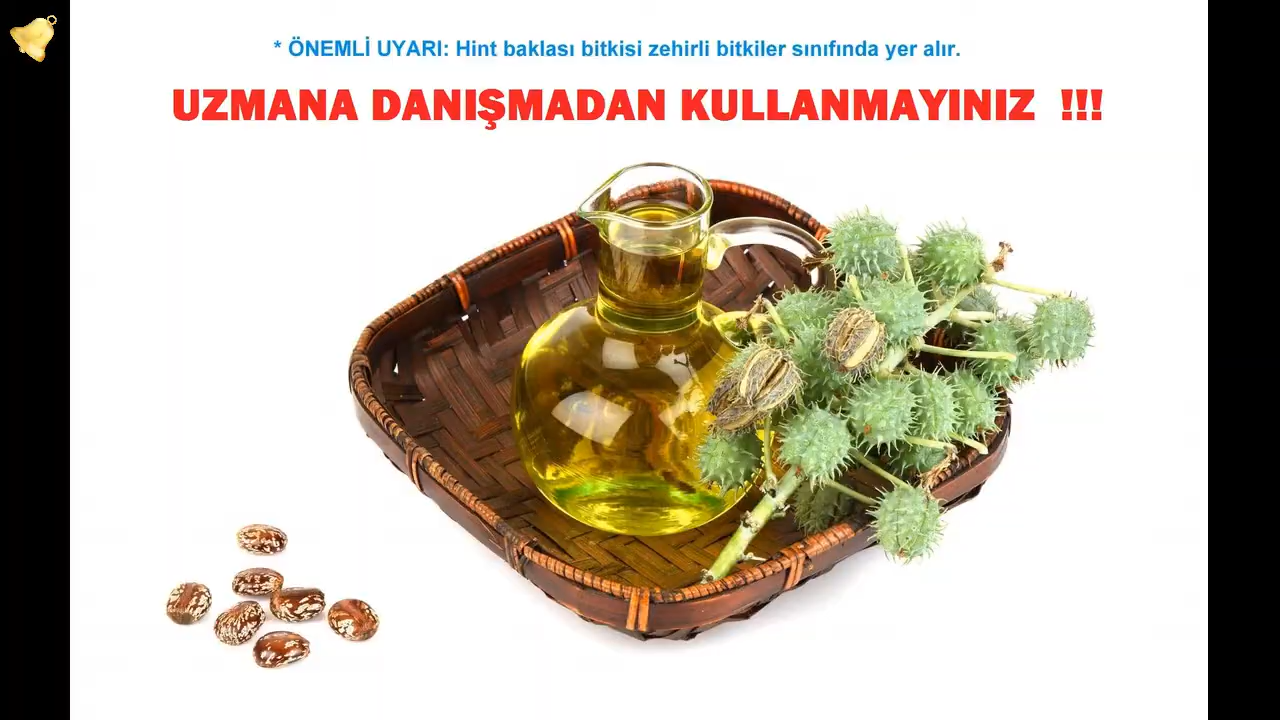 * ÖNEMLİ UYARI: Hint baklası bitkisi zehirli bitkiler sınıfında yer alır.
UZMANA DANIŞMADAN KULLANMAYINIZ !!!